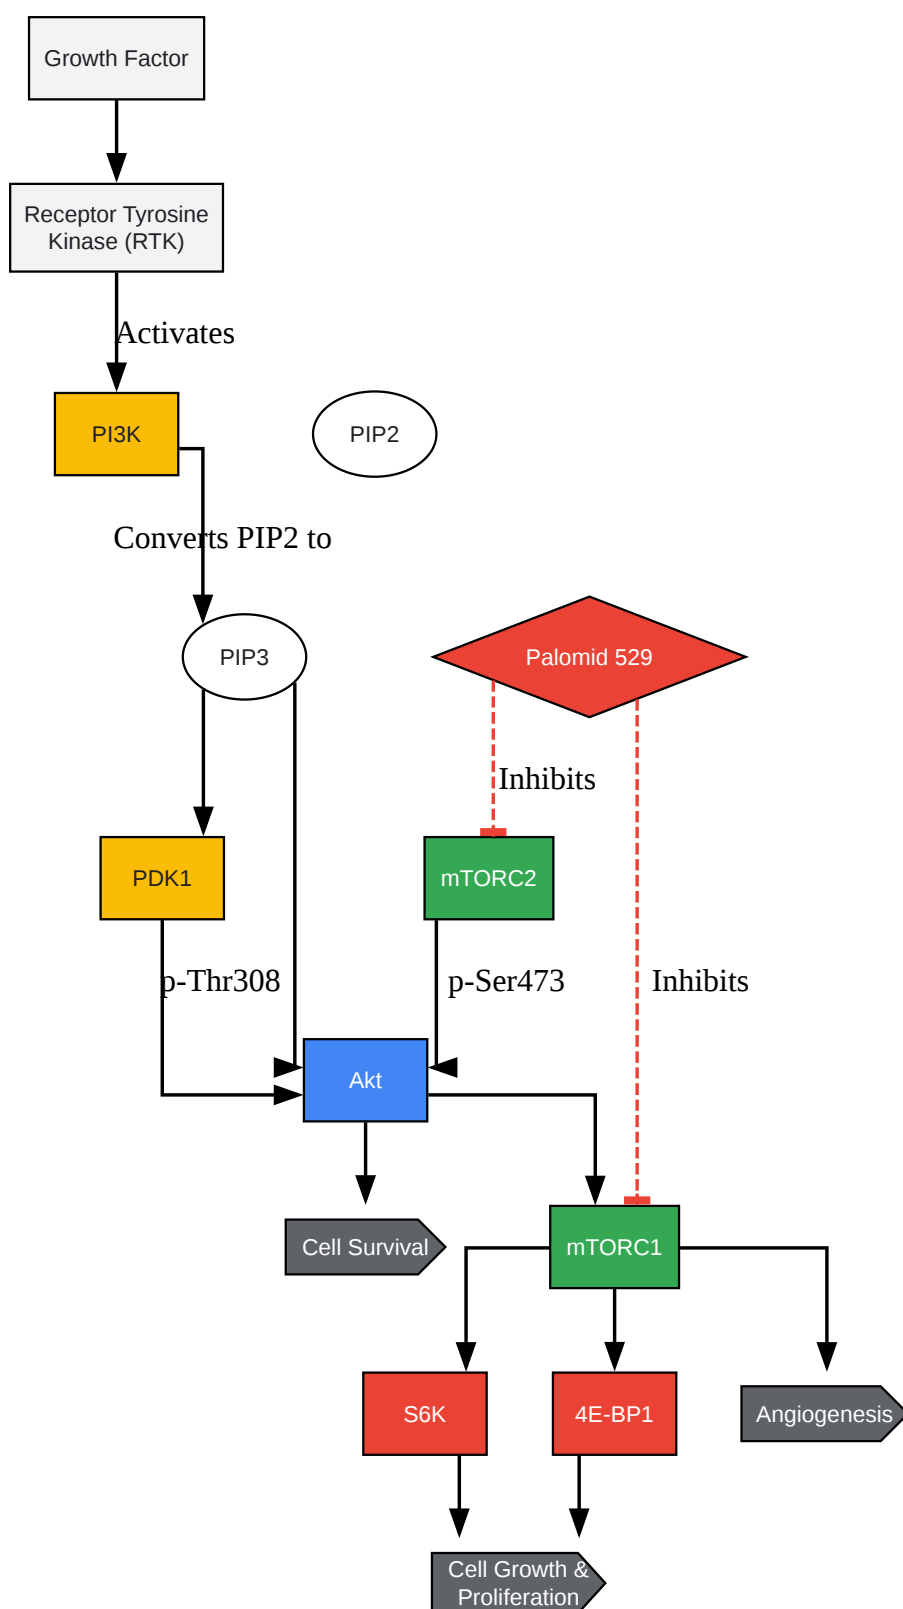 Growth Factor
Receptor Tyrosine
Kinase (RTK)
Activates
PI3K
PIP2
Converts PIP2 to
PIP3
Palomid 529
Inhibits
PDK1
mTORC2
p-Thr308
p-Ser473
Inhibits
Akt
Cell Survival
mTORC1
S6K
4E-BP1
Angiogenesis
Cell Growth &
Proliferation